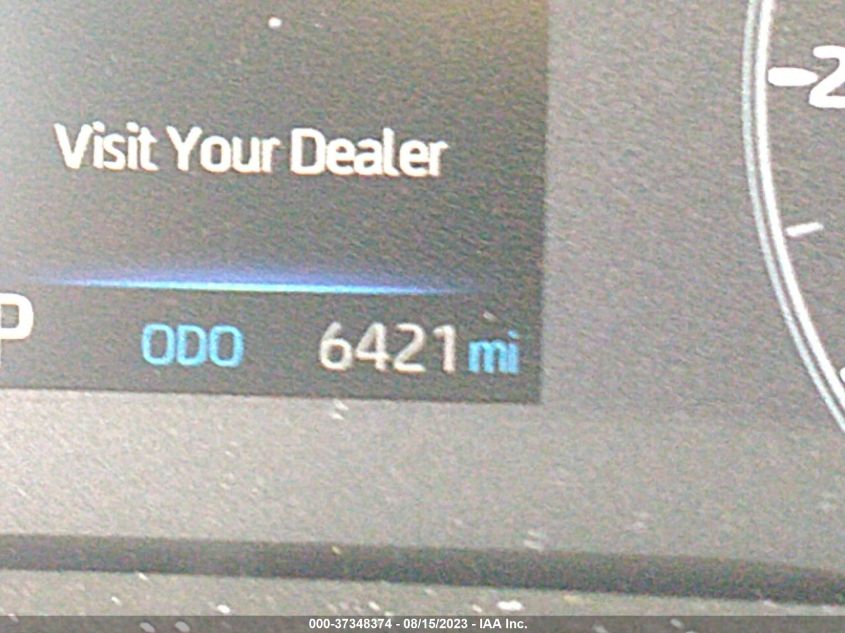 Visit Your Dealer
P ODO 6421 mi
000-37348374 - 08/15/2023 - IAA Inc.